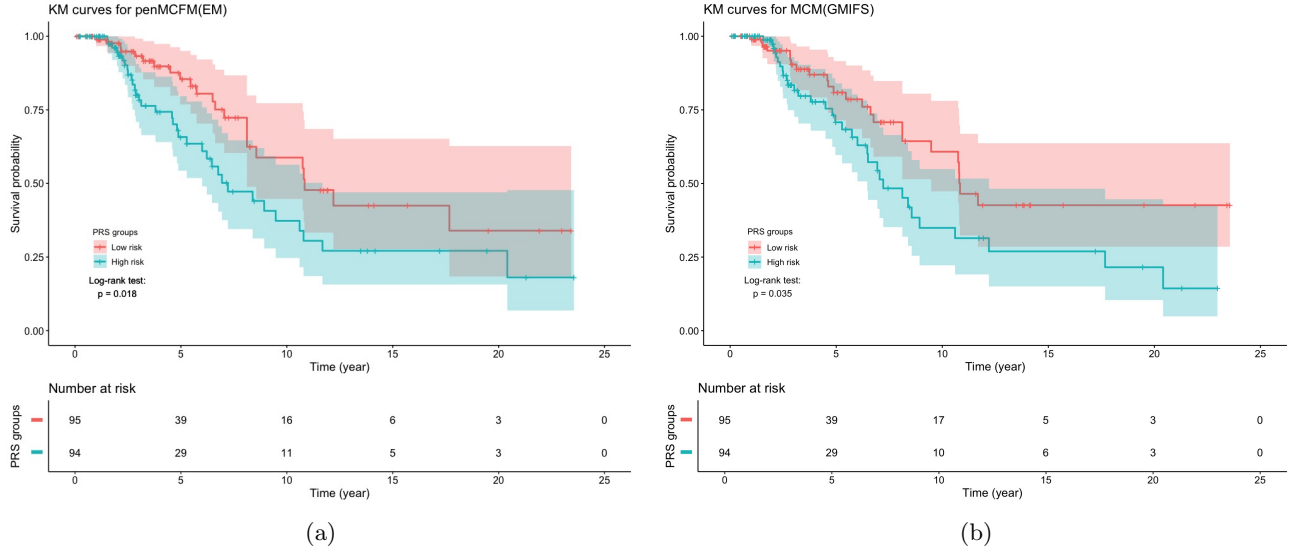 KM curves for penMCFM(EM)
Survival probability
1.00
0.75
0.50
0.25
0.00
PRS groups
Low risk
High risk
Log-rank test:
p = 0.018
0 5 10 15 20 25
Time (year)
Number at risk
PRS groups
95 39 16 6 3 0
94 29 11 5 3 0
0 5 10 15 20 25
Time (year)
(a)
KM curves for MCM(GMIFS)
Survival probability
1.00
0.75
0.50
0.25
0.00
PRS groups
Low risk
High risk
Log-rank test:
p = 0.035
0 5 10 15 20 25
Time (year)
Number at risk
PRS groups
95 39 17 5 3 0
94 29 10 6 3 0
0 5 10 15 20 25
Time (year)
(b)